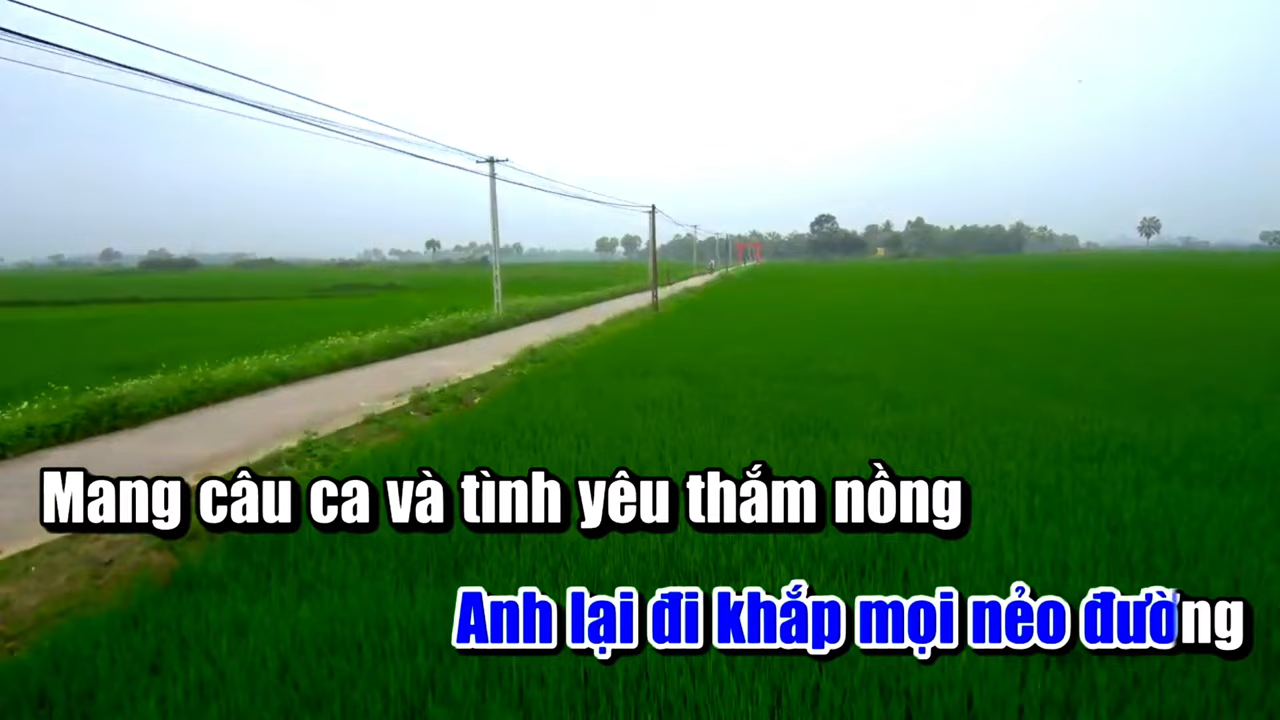 Mang câu ca và tình yêu thắm nồng
Anh lại đi khắp mọi nẻo đường